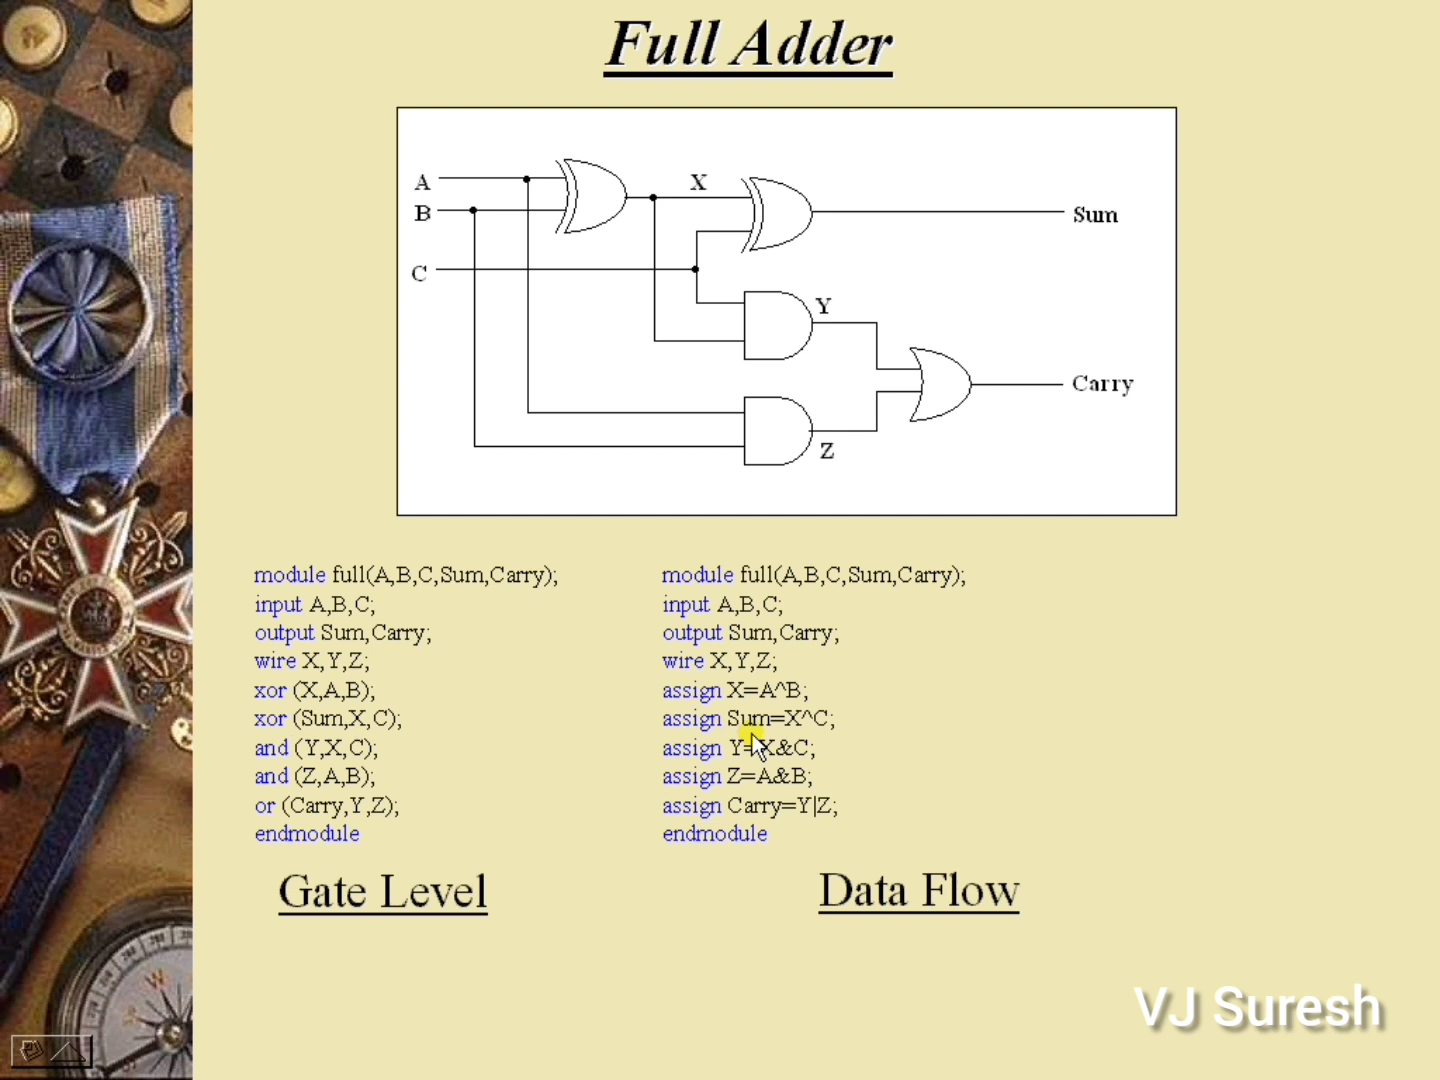 Full Adder
A
B
C
X
Sum
Y
Carry
Z
module full(A,B,C,Sum,Carry);
input A,B,C;
output Sum,Carry;
wire X,Y,Z;
xor (X,A,B);
xor (Sum,X,C);
and (Y,X,C);
and (Z,A,B);
or (Carry,Y,Z);
endmodule
Gate Level
module full(A,B,C,Sum,Carry);
input A,B,C;
output Sum,Carry;
wire X,Y,Z;
assign X=A^B;
assign Sum=X^C;
assign Y=X&C;
assign Z=A&B;
assign Carry=Y|Z;
endmodule
Data Flow
VJ Suresh